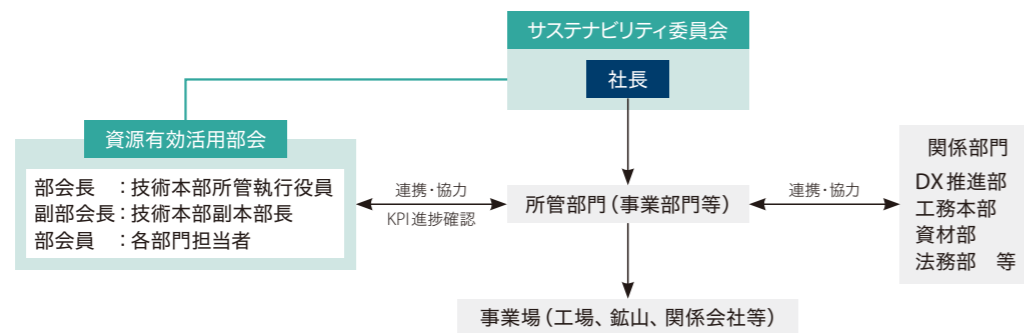 サステナビリティ委員会
社長
資源有効活用部会
部会長　：技術本部所管執行役員
副部会長：技術本部副本部長
部会員　：各部門担当者
連携・協力
KPI進捗確認
所管部門（事業部門等）
連携・協力
関係部門
DX推進部
工務本部
資材部
法務部　等
事業場（工場、鉱山、関係会社等）